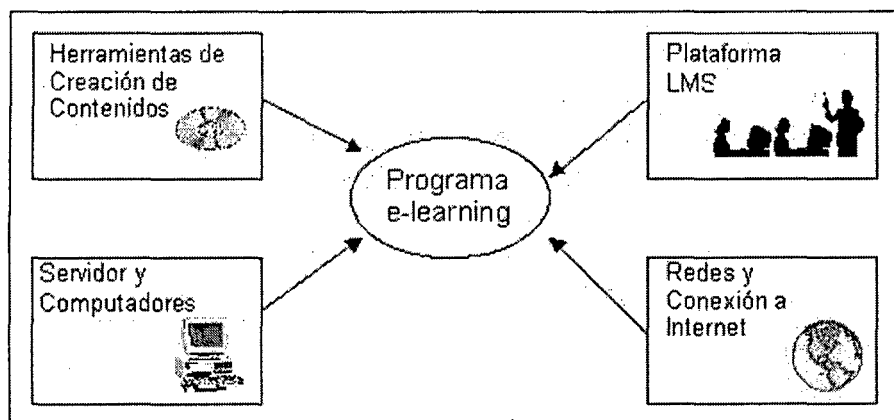 Herramientas de
Creación de
Contenidos
Plataforma
LMS
Programa
e-learning
Servidor y
Computadores
Redes y
Conexión a
Internet